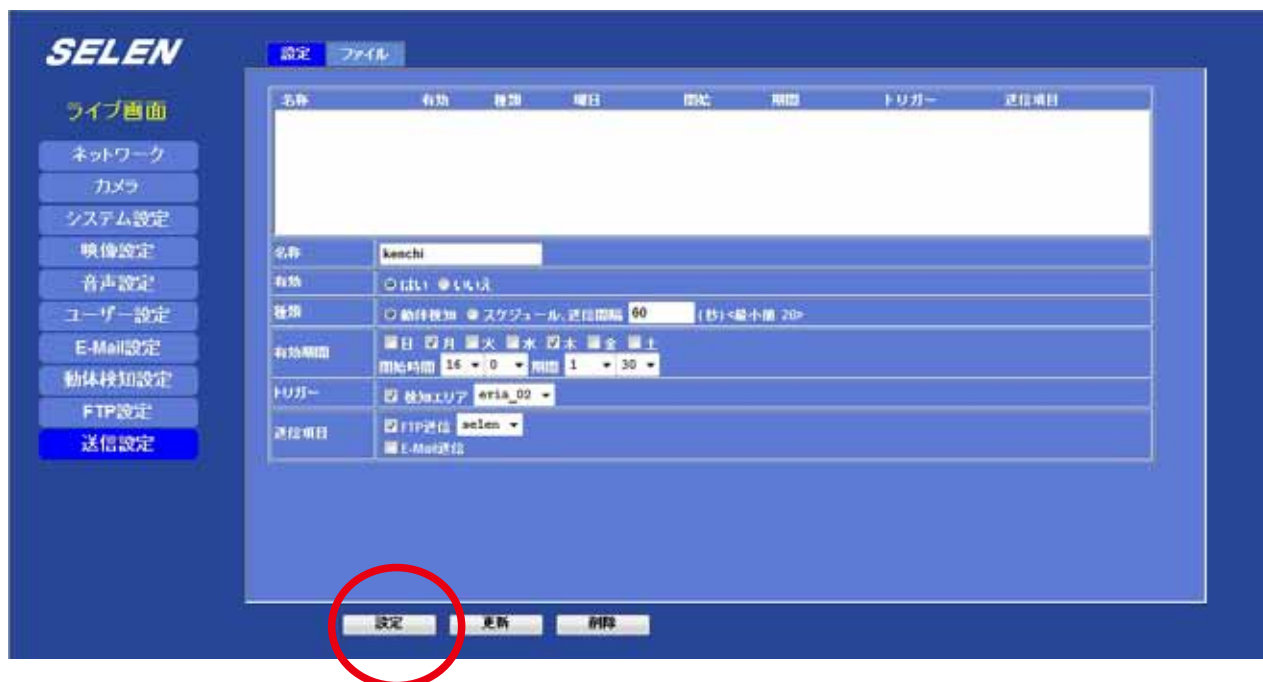 SELEN
設定 ファイル
ライブ画面
ネットワーク
カメラ
システム設定
映像設定
音声設定
ユーザー設定
E-Mail設定
動体検知設定
FTP設定
送信設定
名称 有効 種類 曜日 開始 期間 トリガー 送信項目
名称 kenchi
有効 はい いいえ
種類 動体検知 スケジュール、送信間隔 60 (秒)<最小値 20>
有効期間 日 月 火 水 木 金 土
開始時間 16 0 期間 1 30
トリガー 検知エリア eria_02
送信項目 FTP送信 selen
E-Mail送信
設定 更新 削除